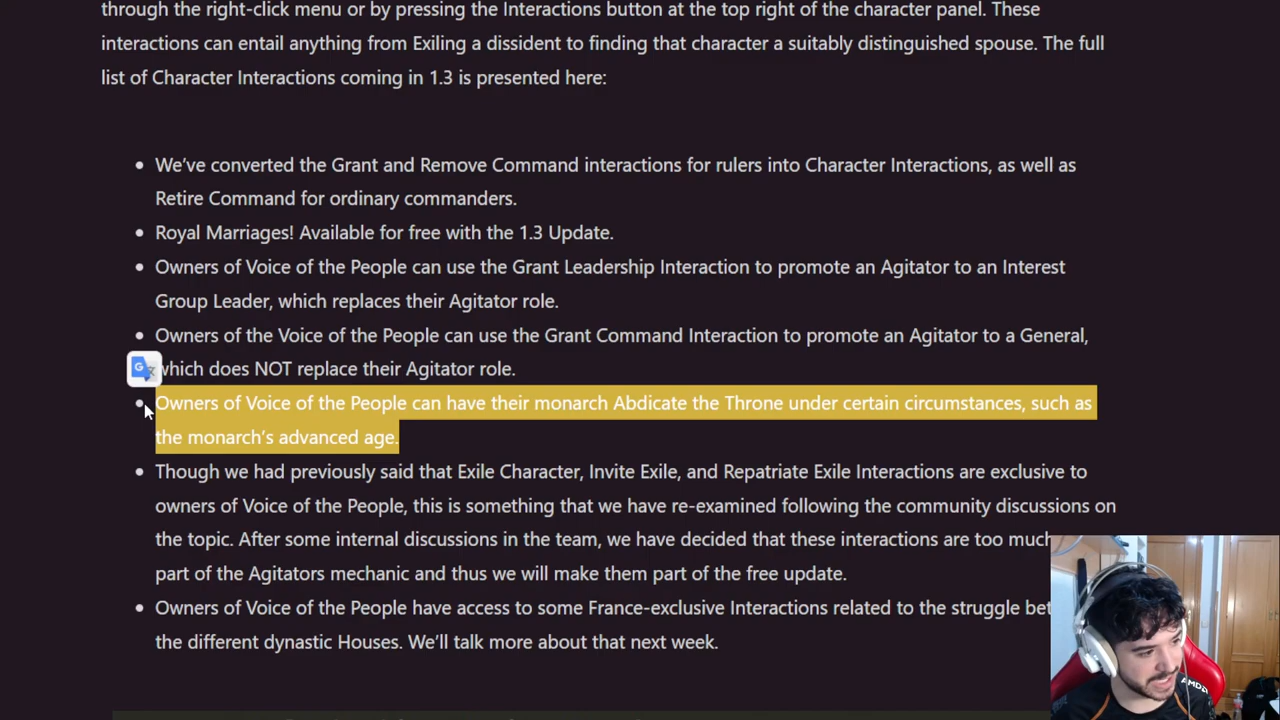 through the right-click menu or by pressing the Interactions button at the top right of the character panel. These
interactions can entail anything from Exiling a dissident to finding that character a suitably distinguished spouse. The full
list of Character Interactions coming in 1.3 is presented here:
We’ve converted the Grant and Remove Command interactions for rulers into Character Interactions, as well as
Retire Command for ordinary commanders.
Royal Marriages! Available for free with the 1.3 Update.
Owners of Voice of the People can use the Grant Leadership Interaction to promote an Agitator to an Interest
Group Leader, which replaces their Agitator role.
Owners of the Voice of the People can use the Grant Command Interaction to promote an Agitator to a General,
which does NOT replace their Agitator role.
Owners of Voice of the People can have their monarch Abdicate the Throne under certain circumstances, such as
the monarch’s advanced age.
Though we had previously said that Exile Character, Invite Exile, and Repatriate Exile Interactions are exclusive to
owners of Voice of the People, this is something that we have re-examined following the community discussions on
the topic. After some internal discussions in the team, we have decided that these interactions are too much
part of the Agitators mechanic and thus we will make them part of the free update.
Owners of Voice of the People have access to some France-exclusive Interactions related to the struggle
the different dynastic Houses. We’ll talk more about that next week.
AMD